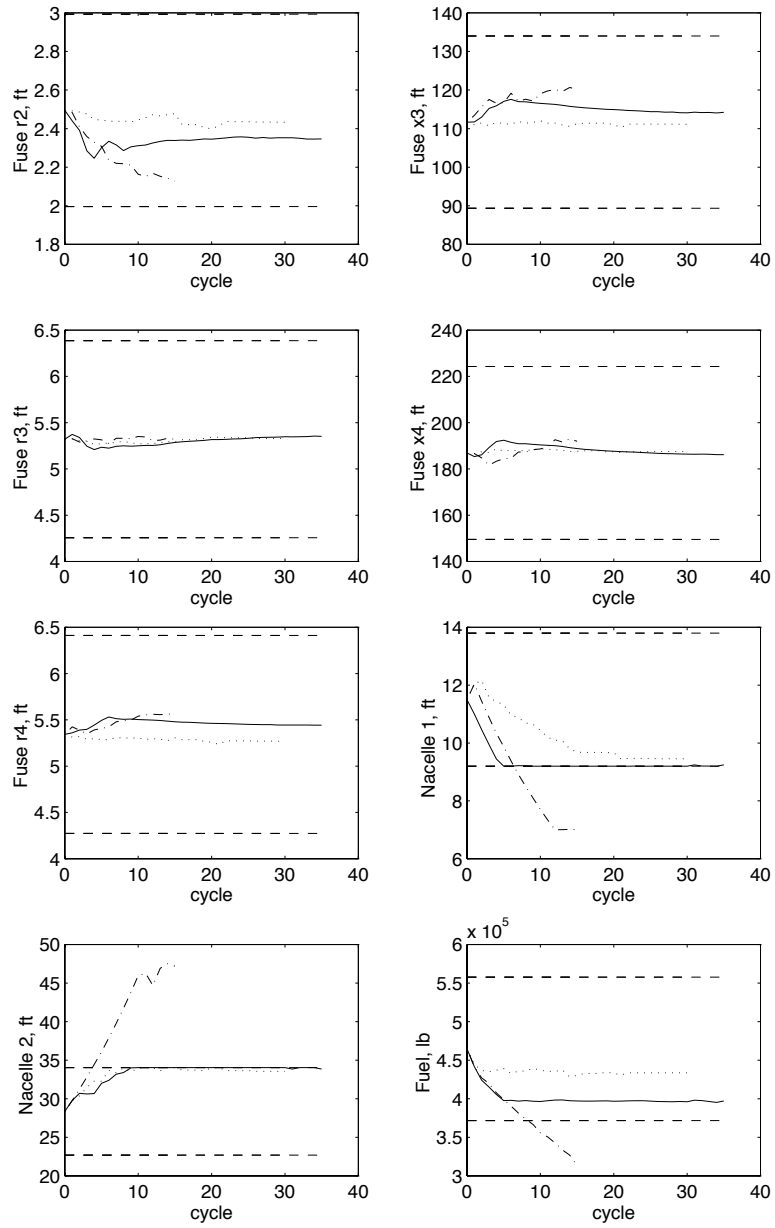 3
2.8
2.6
2.4
2.2
2
1.8
Fuse r2, ft
0 10 20 30 40
cycle
140
130
120
110
100
90
80
Fuse x3, ft
0 10 20 30 40
cycle
6.5
6
5.5
5
4.5
4
Fuse r3, ft
0 10 20 30 40
cycle
240
220
200
180
160
140
Fuse x4, ft
0 10 20 30 40
cycle
6.5
6
5.5
5
4.5
4
Fuse r4, ft
0 10 20 30 40
cycle
14
12
10
8
6
Nacelle 1, ft
0 10 20 30 40
cycle
50
45
40
35
30
25
20
Nacelle 2, ft
0 10 20 30 40
cycle
x 10^5
6
5.5
5
4.5
4
3.5
3
Fuel, lb
0 10 20 30 40
cycle